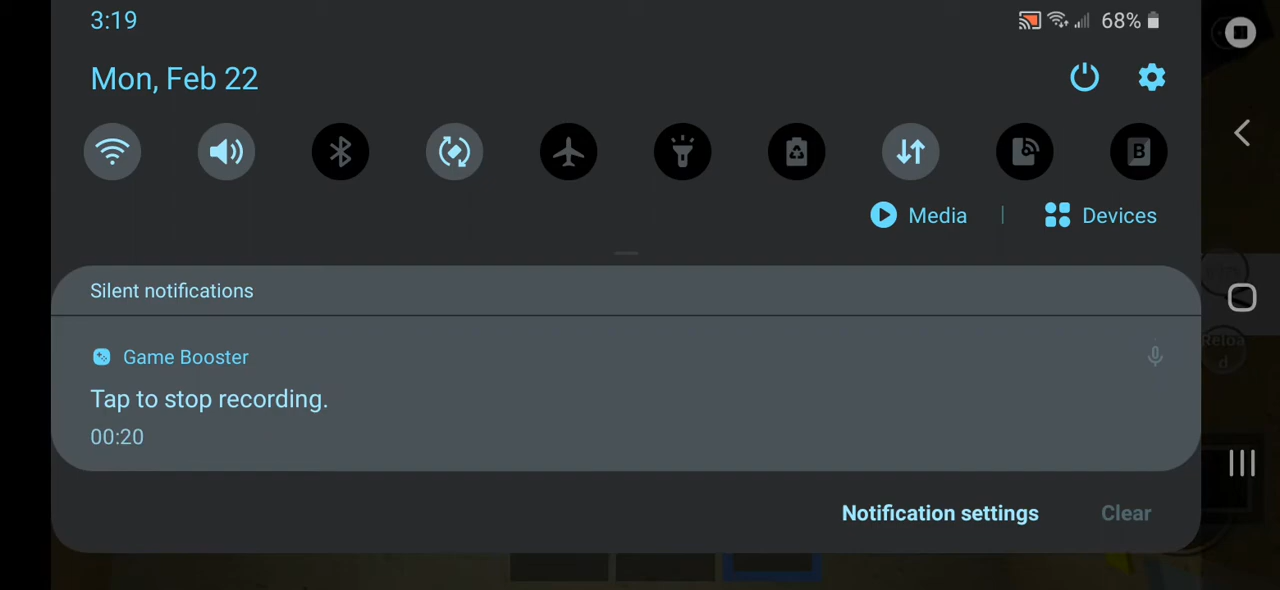 3:19
68%
Mon, Feb 22
B
Media
Devices
Silent notifications
Game Booster
Tap to stop recording.
00:20
Reloa
d
Notification settings
Clear